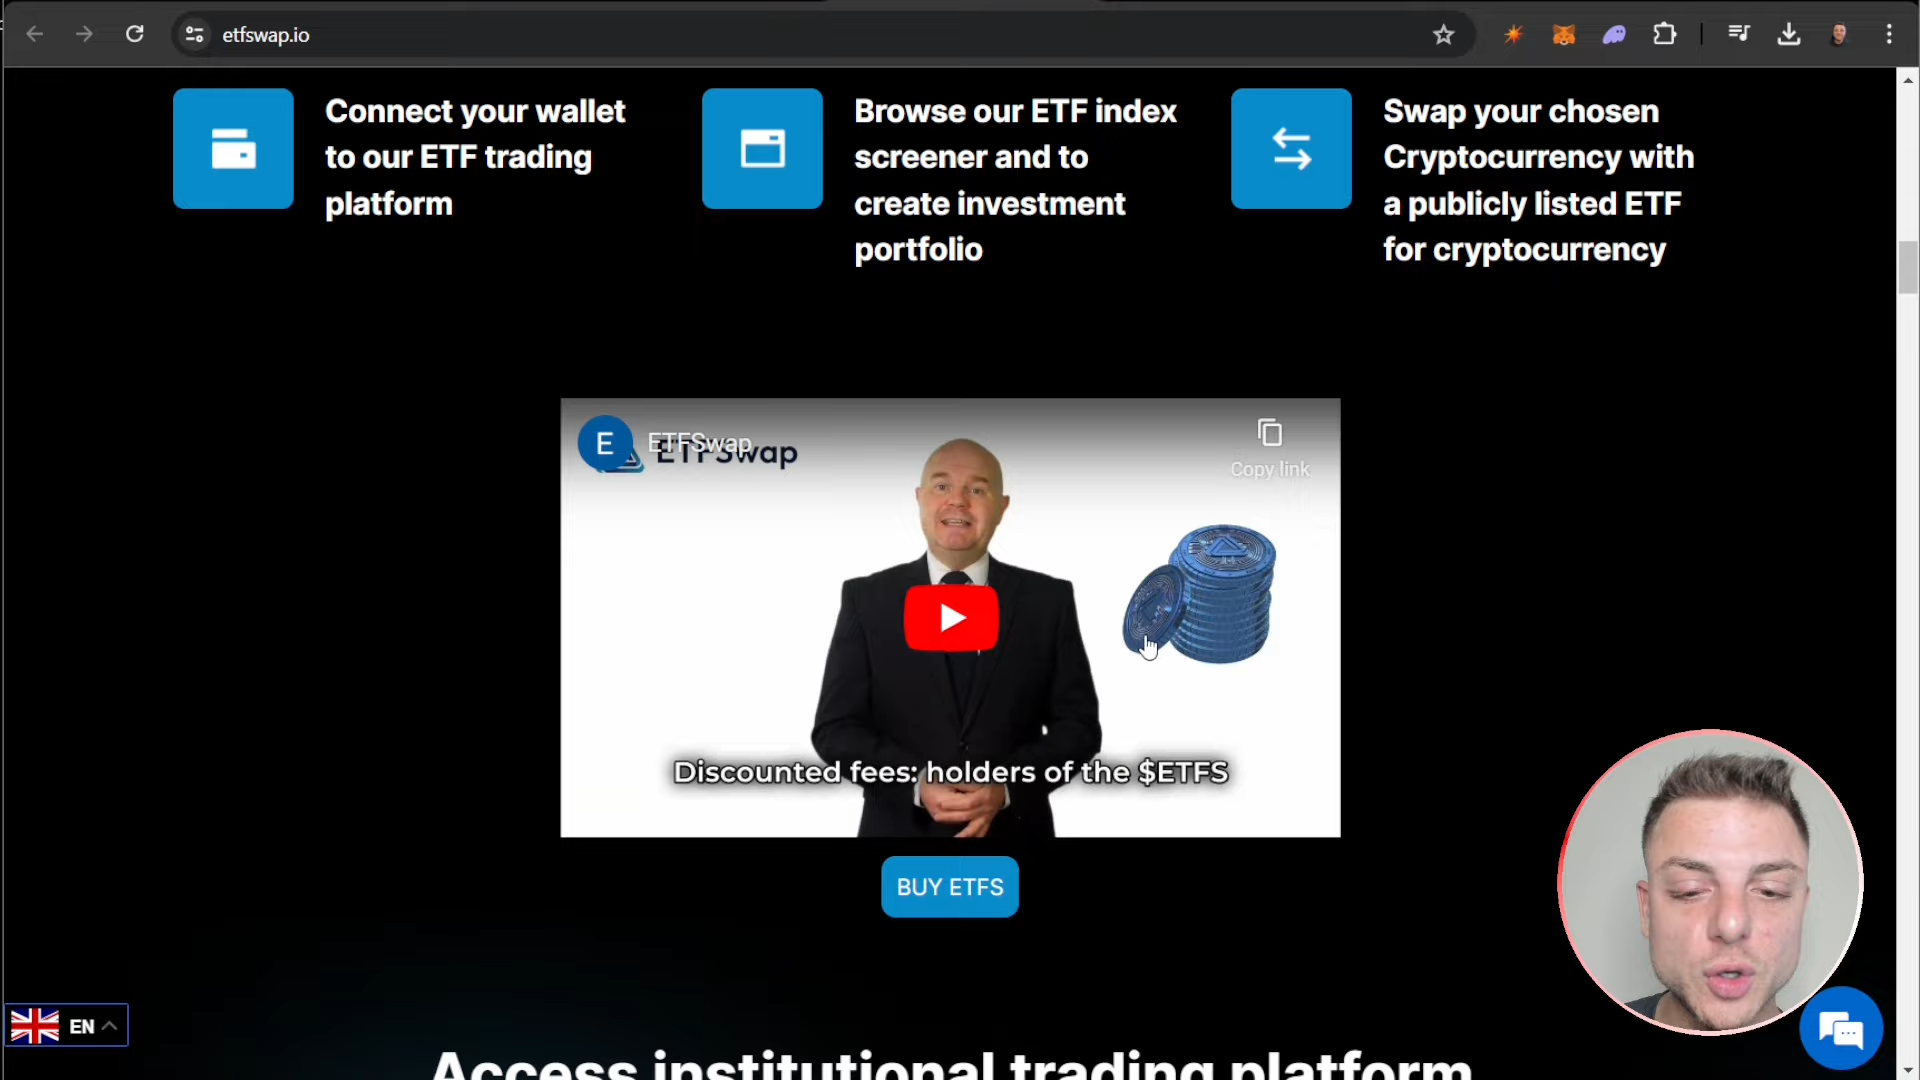 etfswap.io
Connect your wallet
to our ETF trading
platform
Browse our ETF index
screener and to
create investment
portfolio
Swap your chosen
Cryptocurrency with
a publicly listed ETF
for cryptocurrency
E
ETFSwap
ETFSwap
Copy link
Discounted fees: holders of the $ETFS
BUY ETFS
EN
Access institutional trading platform